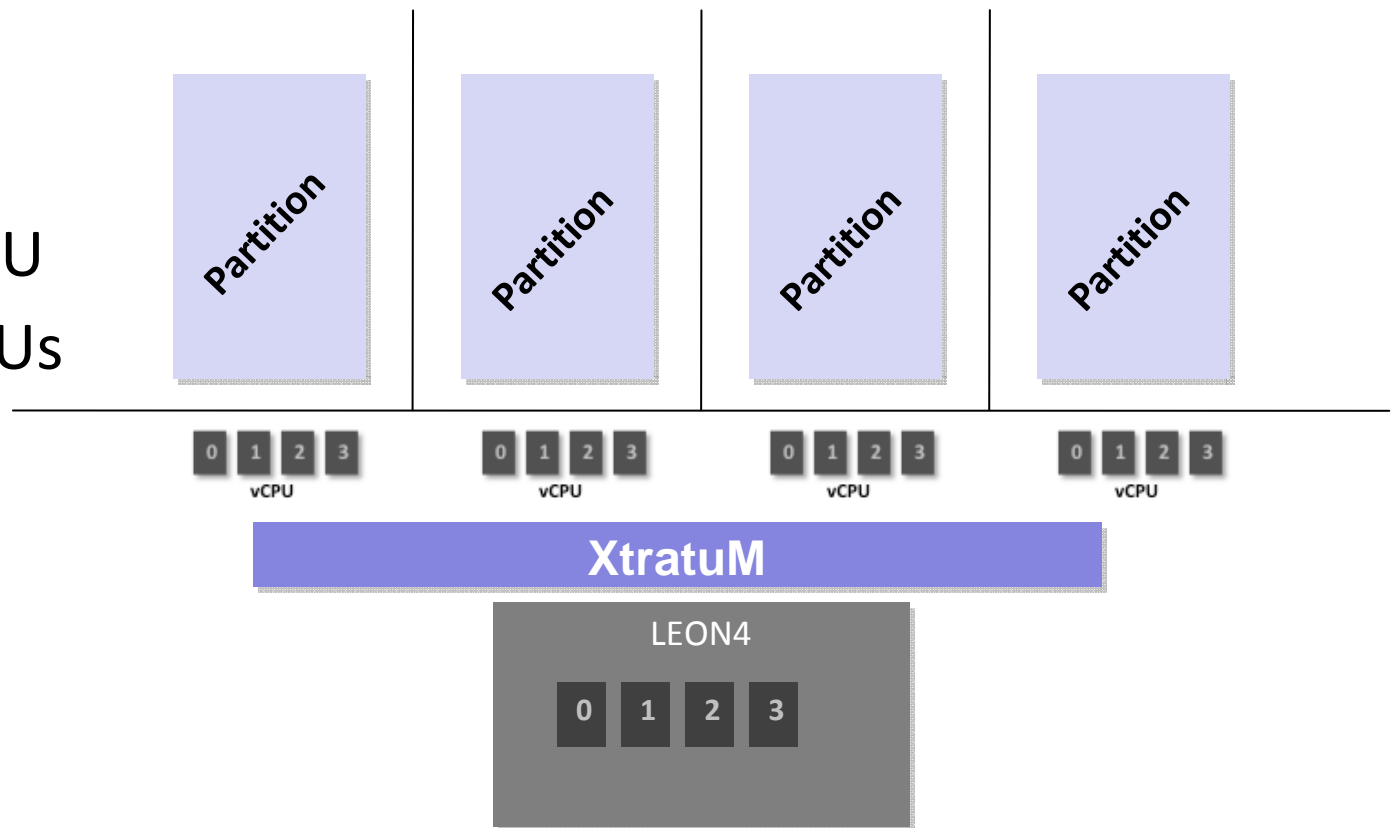 Partition
Partition
Partition
Partition
U
Us
0 1 2 3
vCPU
0 1 2 3
vCPU
0 1 2 3
vCPU
0 1 2 3
vCPU
XtratuM
LEON4
0 1 2 3